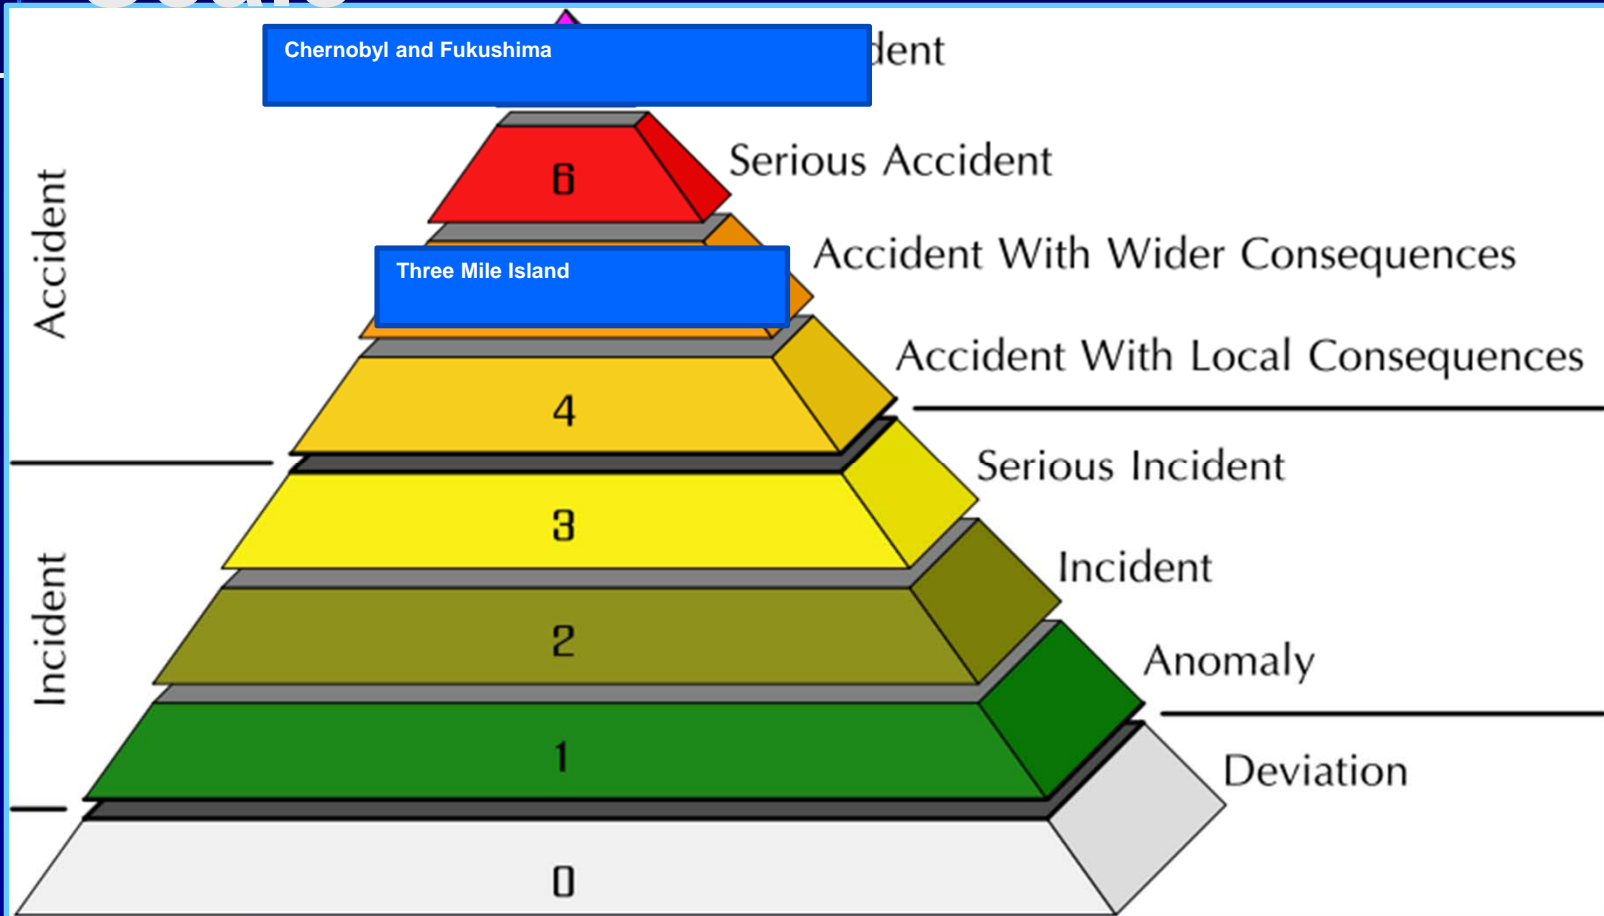 Chernobyl and Fukushima
6
Serious Accident
Accident
Three Mile Island
Accident With Wider Consequences
Accident With Local Consequences
4
Serious Incident
3
Incident
Incident
2
Anomaly
1
Deviation
0